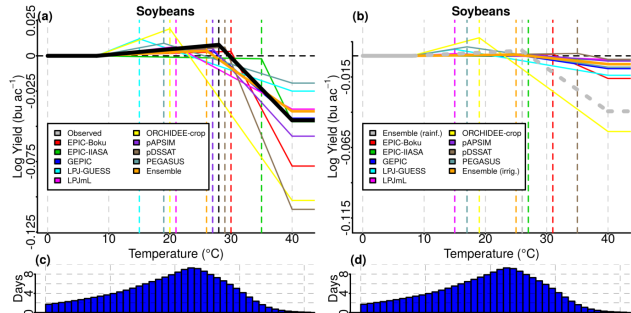 Soybeans
Soybeans
(a)
(b)
0.025
0
-0.025
-0.075
-0.125
Log Yield (bu ac⁻¹)
0
-0.015
-0.065
-0.115
Log Yield (bu ac⁻¹)
Observed
EPIC-Boku
EPIC-IIASA
GEPIC
LPJ-GUESS
LPJmL
ORCHIDEE-crop
pAPSIM
pDSSAT
PEGASUS
Ensemble
Ensemble (rainf.)
EPIC-Boku
EPIC-IIASA
GEPIC
LPJ-GUESS
LPJmL
ORCHIDEE-crop
pAPSIM
pDSSAT
PEGASUS
Ensemble (irrig.)
0 10 20 30 40
0 10 20 30 40
Temperature (°C)
Temperature (°C)
(c)
(d)
Days
0
8
Days
0
8